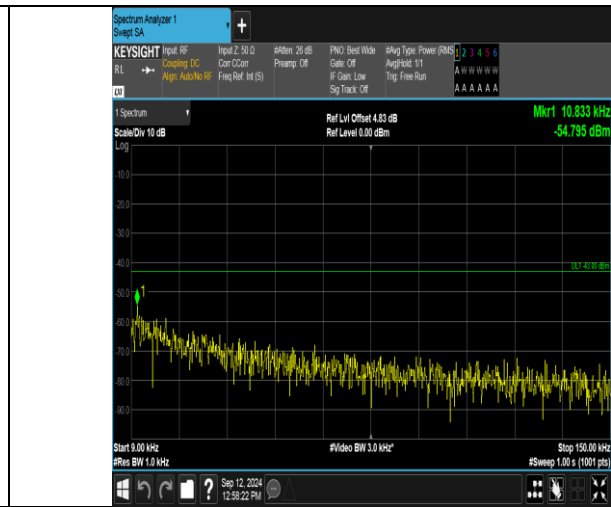 Spectrum Analyzer 1
Swept SA
+
KEYSIGHT Input: RF Input Z: 50 Ω #Atten: 26 dB PNO: Best Wide #Avg Type: Power (RMS 1 2 3 4 5 6
RL Coupling: DC Corr CCorr Preamp: Off Gate: Off Avg|Hold: 1/1 A W W W W W
Align: Auto/No RF Freq Ref: Int (S) IF Gain: Low Trig: Free Run
LXI Sig Track: Off A A A A A A
1 Spectrum Ref Lvl Offset 4.83 dB Mkr1 10.833 kHz
Scale/Div 10 dB Ref Level 0.00 dBm -54.795 dBm
Log
-10.0
-20.0
-30.0
-40.0
DL1 -43.00 dBm
-50.0
1
-60.0
-70.0
-80.0
-90.0
Start 9.00 kHz #Video BW 3.0 kHz* Stop 150.00 kHz
#Res BW 1.0 kHz #Sweep 1.00 s (1001 pts)
? Sep 12, 2024
12:58:22 PM